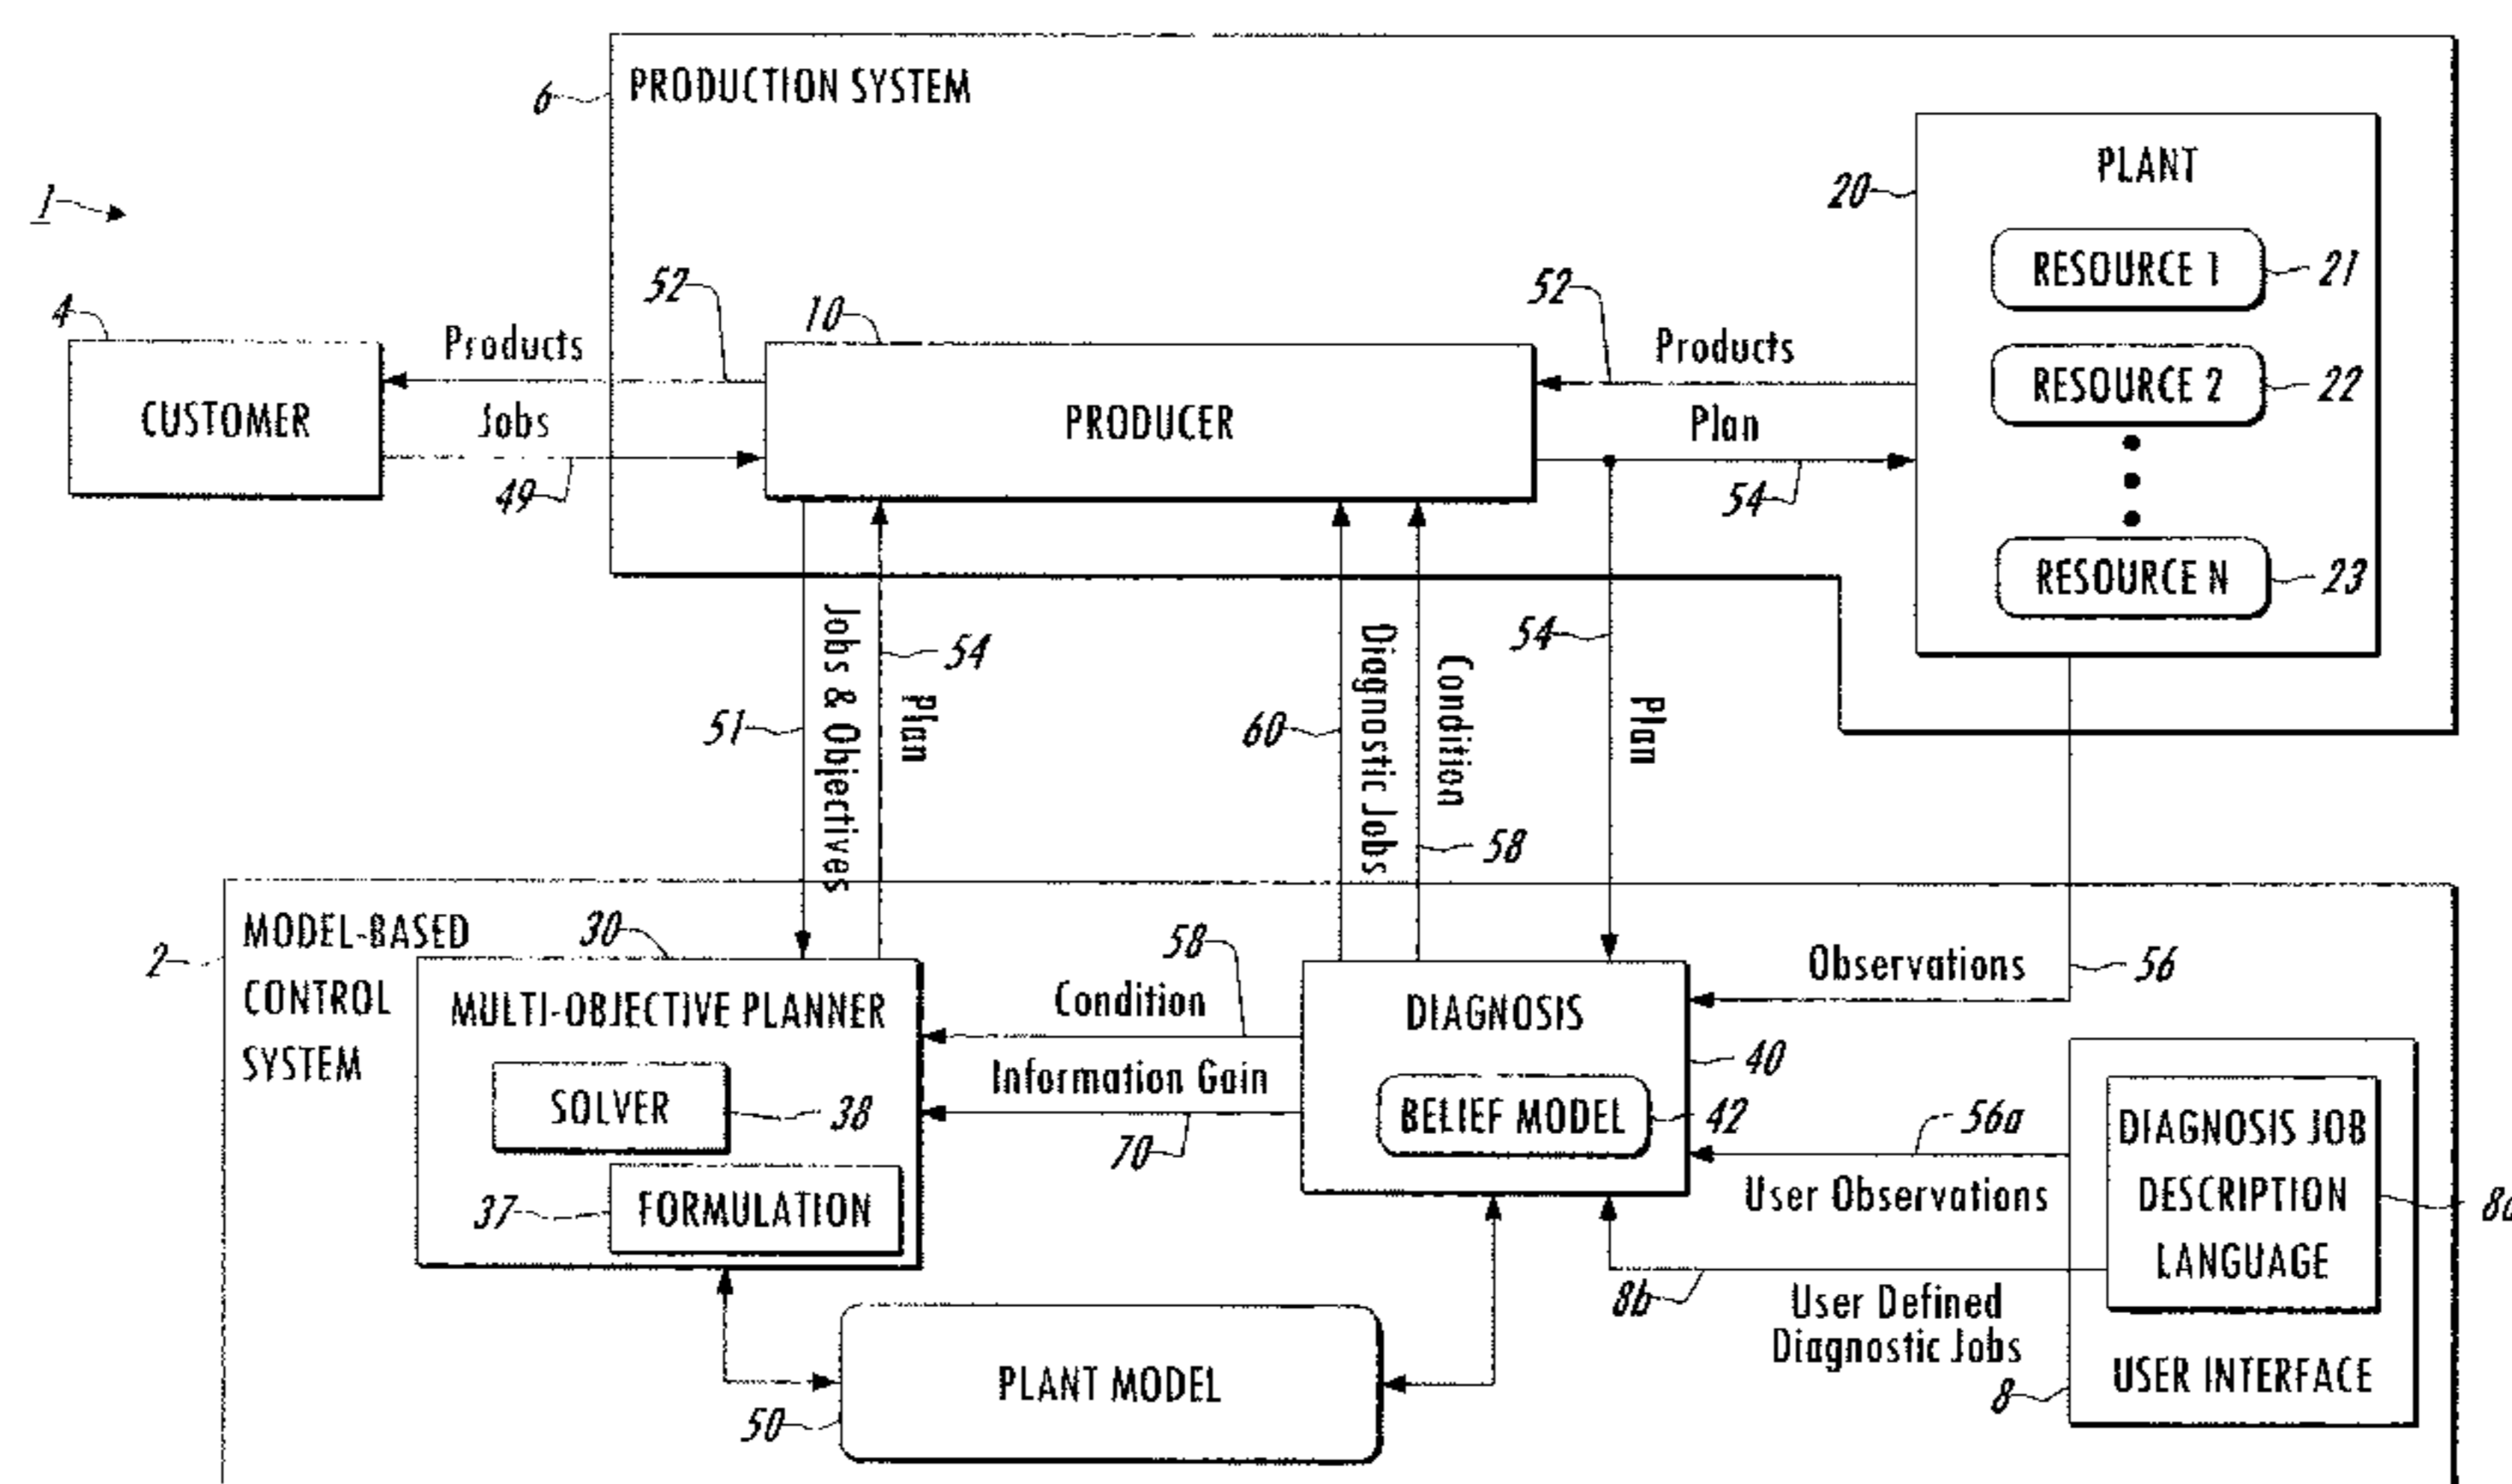 PRODUCTION SYSTEM
6
PLANT
20
1
RESOURCE 1
21
52
52
4
10
Products
Products
RESOURCE 2
22
CUSTOMER
Jobs
PRODUCER
Plan
49
54
RESOURCE N
23
Jobs & Objectives
54
Plan
51
Diagnostic Jobs
60
Condition
58
54
Plan
MODEL-BASED
CONTROL
SYSTEM
2
30
58
Observations
56
MULTI-OBJECTIVE PLANNER
Condition
DIAGNOSIS
40
SOLVER
38
Information Gain
70
BELIEF MODEL
42
56a
DIAGNOSIS JOB
DESCRIPTION
LANGUAGE
37
FORMULATION
User Observations
8b
User Defined
Diagnostic Jobs
PLANT MODEL
50
USER INTERFACE
8